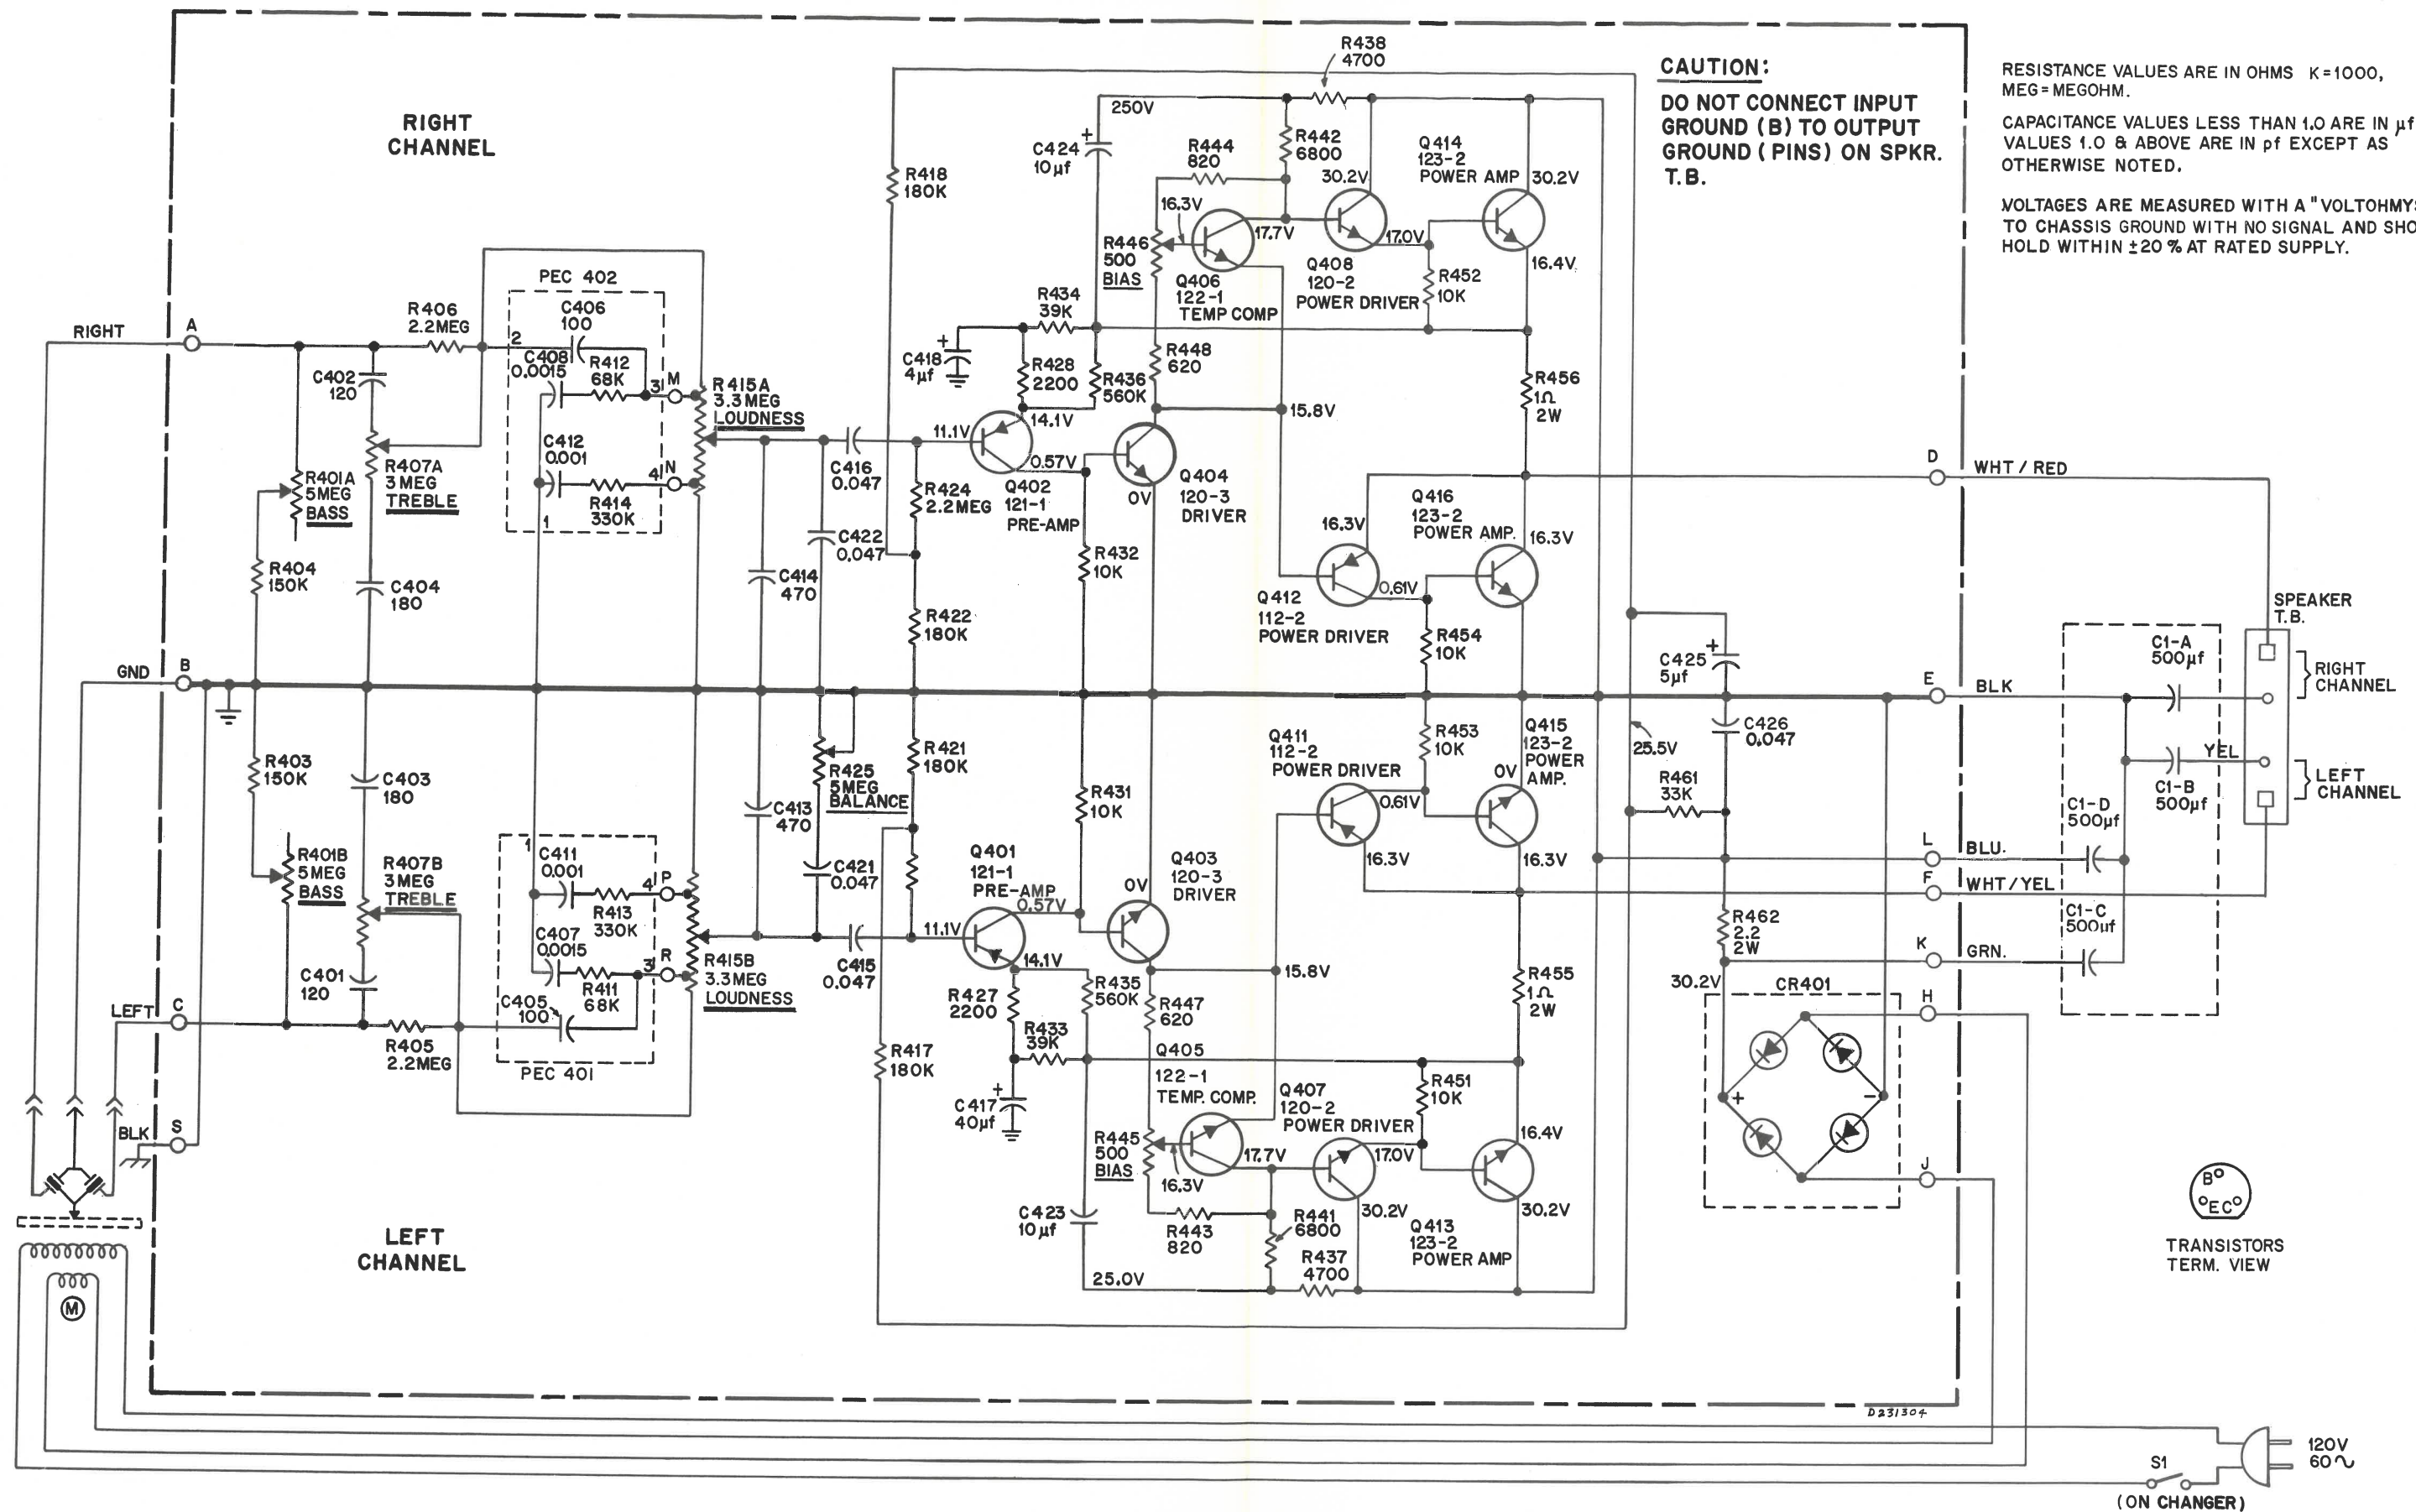 RIGHT
CHANNEL
R438
4700
CAUTION:
DO NOT CONNECT INPUT
GROUND (B) TO OUTPUT
GROUND (PINS) ON SPKR.
T.B.
RESISTANCE VALUES ARE IN OHMS K=1000,
MEG=MEGOHM.
CAPACITANCE VALUES LESS THAN 1.0 ARE IN µf
VALUES 1.0 & ABOVE ARE IN pf EXCEPT AS
OTHERWISE NOTED.
VOLTAGES ARE MEASURED WITH A "VOLTOHMYS
TO CHASSIS GROUND WITH NO SIGNAL AND SHO
HOLD WITHIN ±20% AT RATED SUPPLY.
250V
+
C424
10µf
R444
820
R442
6800
Q414
123-2
POWER AMP
30.2V
30.2V
R418
180K
16.3V
17.7V
17.0V
16.4V
R446
500
BIAS
Q406
122-1
TEMP COMP
Q408
120-2
POWER DRIVER
R452
10K
PEC 402
C406
100
R406
2.2MEG
RIGHT
A
2
C408
0.0015
R412
68K
3
M
R415A
3.3MEG
LOUDNESS
R434
39K
+
C418
4µf
R428
2200
R436
560K
R448
620
R456
1Ω
2W
C402
120
R407A
3 MEG
TREBLE
R401A
5MEG
BASS
C412
0.001
4
N
R414
330K
1
11.1V
14.1V
15.8V
0.57V
C416
0.047
R424
2.2MEG
Q402
121-1
PRE-AMP
0V
Q404
120-3
DRIVER
D
WHT / RED
Q416
123-2
POWER AMP.
16.3V
16.3V
R404
150K
C404
180
C422
0.047
C414
470
R432
10K
0.61V
Q412
112-2
POWER DRIVER
R422
180K
R454
10K
C425
5µf
+
SPEAKER
T.B.
C1-A
500µf
RIGHT
CHANNEL
GND
B
E
BLK
R403
150K
C403
180
R425
5MEG
BALANCE
R421
180K
C413
470
R431
10K
Q411
112-2
POWER DRIVER
R453
10K
Q415
123-2
POWER
AMP.
0V
0.61V
25.5V
C426
0.047
R461
33K
YEL
C1-B
500µf
LEFT
CHANNEL
C1-D
500µf
R401B
5MEG
BASS
R407B
3MEG
TREBLE
1
C411
0.001
4
P
R413
330K
C421
0.047
Q401
121-1
PRE-AMP
0.57V
0V
Q403
120-3
DRIVER
16.3V
16.3V
L
BLU.
F
WHT/YEL
C407
0.0015
R411
68K
3
R
R415B
3.3MEG
LOUDNESS
11.1V
C415
0.047
14.1V
15.8V
R462
2.2
2W
C1-C
500µf
K
GRN.
C401
120
C405
100
R427
2200
R435
560K
R447
620
R455
1Ω
2W
30.2V
CR401
H
LEFT
C
R405
2.2MEG
PEC 401
R417
180K
R433
39K
Q405
122-1
TEMP. COMP.
+
C417
40µf
Q407
120-2
POWER DRIVER
R451
10K
+
−
BLK
S
R445
500
BIAS
17.7V
17.0V
16.4V
16.3V
J
C423
10µf
R443
820
R441
6800
30.2V
30.2V
Q413
123-2
POWER AMP
R437
4700
25.0V
LEFT
CHANNEL
M
B
E C
TRANSISTORS
TERM. VIEW
D231304
S1
120V
60~
(ON CHANGER)